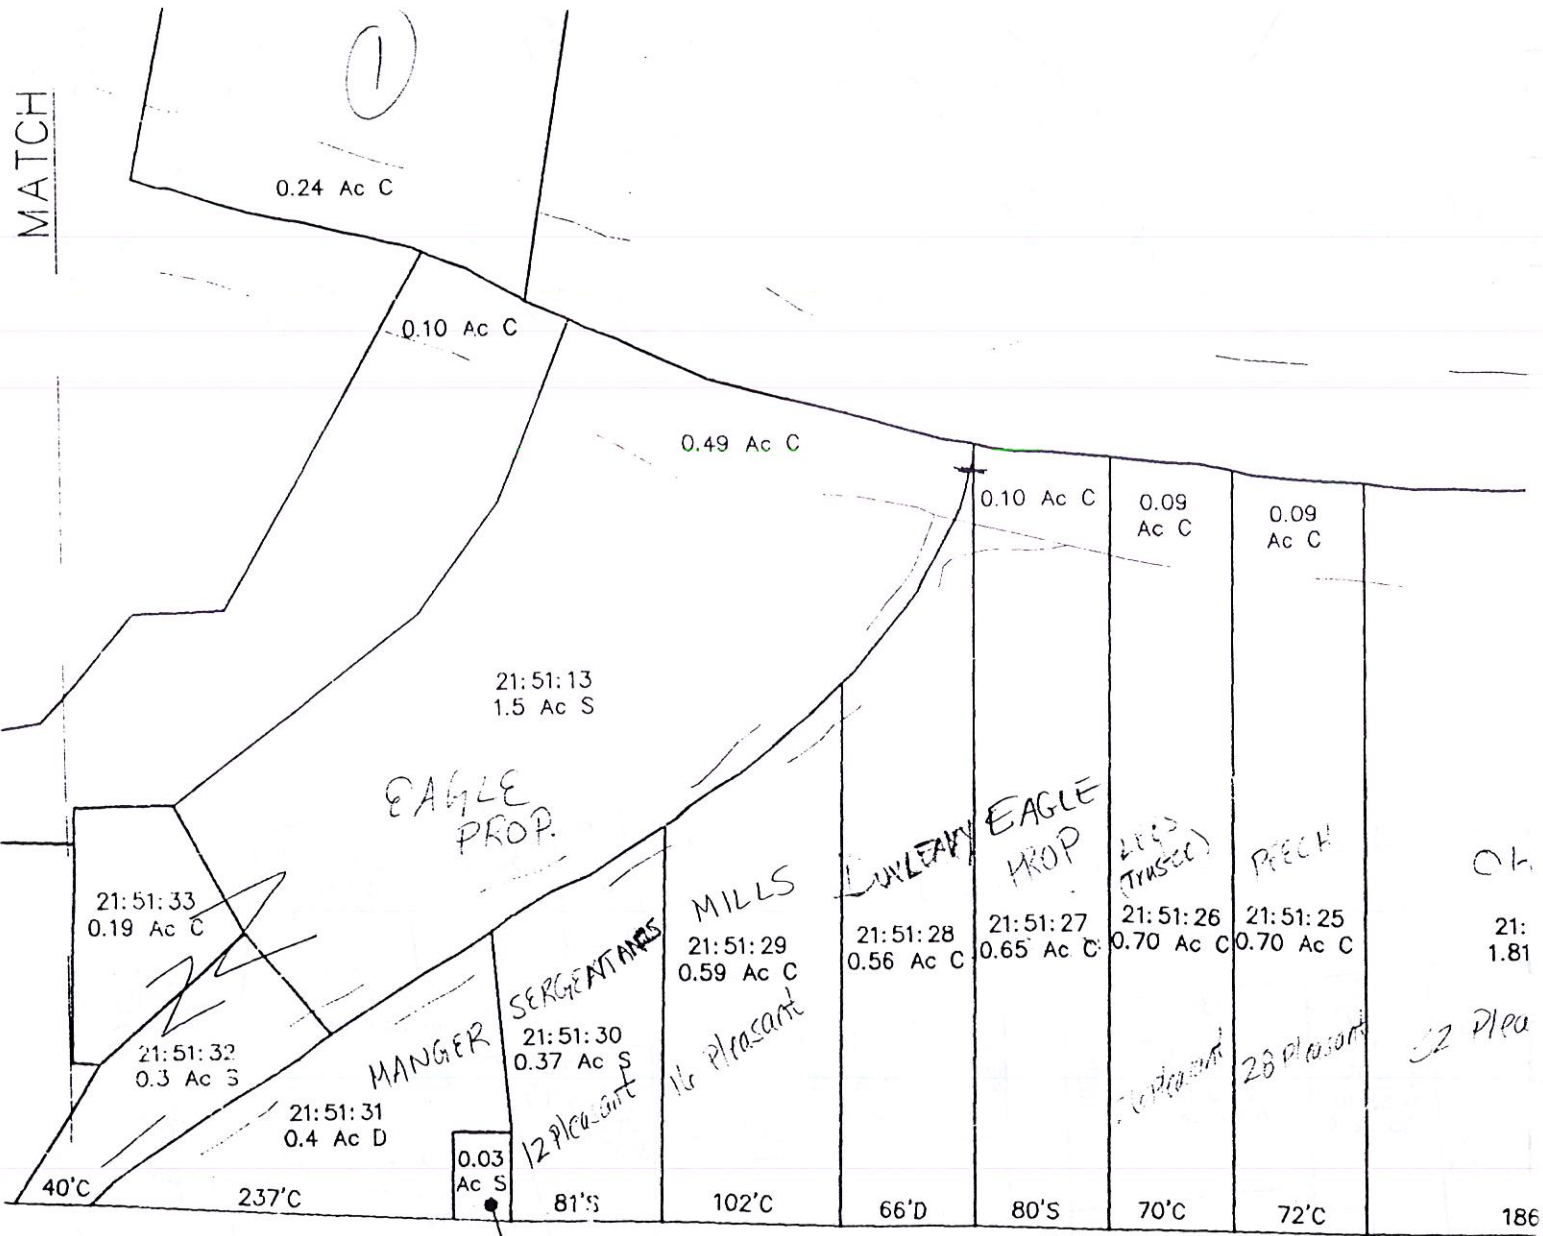 MATCH
1
0.24 Ac C
0.10 Ac C
0.49 Ac C
0.10 Ac C
0.09
Ac C
0.09
Ac C
21:51:13
1.5 Ac S
EAGLE
PROP.
EAGLE
PROP
(Trustee)
PEECH
MILLS
21:51:33
0.19 Ac C
SERGENTANIS
21:51:29
0.59 Ac C
21:51:28
0.56 Ac C
21:51:27
0.65 Ac C
21:51:26
0.70 Ac C
21:51:25
0.70 Ac C
21:
1.81
21:51:32
0.3 Ac S
MANGER
21:51:30
0.37 Ac S
12 Pleasant
16 Pleasant
Pleasant
28 Pleasant
Plea
21:51:31
0.4 Ac D
0.03
Ac S
40'C
237'C
81'S
102'C
66'D
80'S
70'C
72'C
186